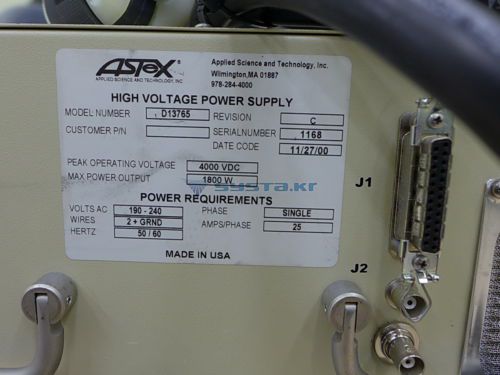 ASTeX
APPLIED SCIENCE AND TECHNOLOGY, INC.
Applied Science and Technology, Inc.
Wilmington, MA 01887
978-284-4000
HIGH VOLTAGE POWER SUPPLY
MODEL NUMBER D13765 REVISION C
CUSTOMER P/N SERIALNUMBER 1168
DATE CODE 11/27/00
PEAK OPERATING VOLTAGE 4000 VDC
MAX POWER OUTPUT 1800 W
systa.kr
J1
POWER REQUIREMENTS
VOLTS AC 190 - 240 PHASE SINGLE
WIRES 2 + GRND AMPS/PHASE 25
HERTZ 50 / 60
MADE IN USA
J2